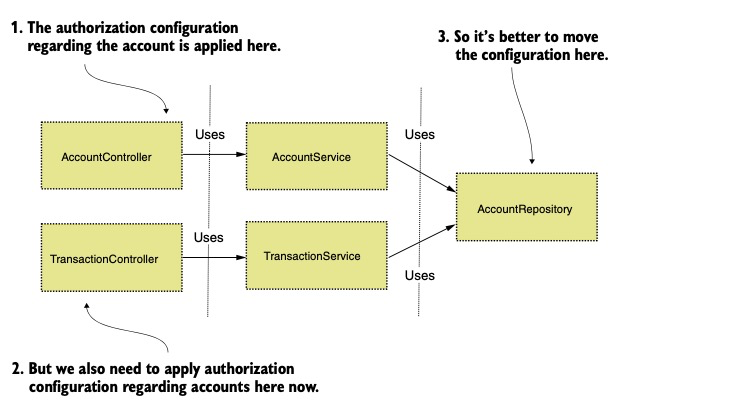 1. The authorization configuration
regarding the account is applied here.
3. So it's better to move
the configuration here.
Uses
Uses
AccountController
AccountService
AccountRepository
Uses
TransactionController
TransactionService
Uses
2. But we also need to apply authorization
configuration regarding accounts here now.